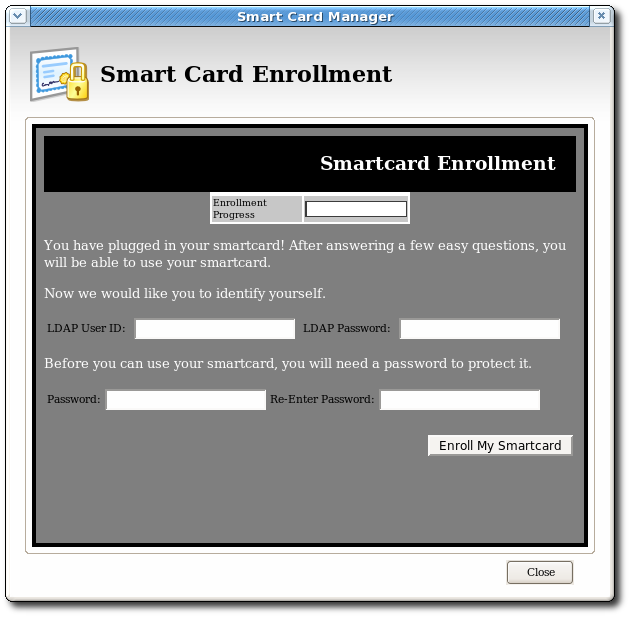 Smart Card Manager
Smart Card Enrollment
Smartcard Enrollment
Enrollment
Progress
You have plugged in your smartcard! After answering a few easy questions, you
will be able to use your smartcard.
Now we would like you to identify yourself.
LDAP User ID: LDAP Password:
Before you can use your smartcard, you will need a password to protect it.
Password: Re-Enter Password:
Enroll My Smartcard
Close